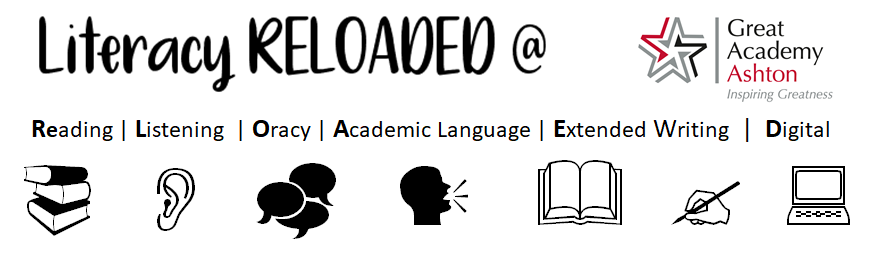 Literacy RELOADED @
Great
Academy
Ashton
Inspiring Greatness
Reading | Listening | Oracy | Academic Language | Extended Writing | Digital